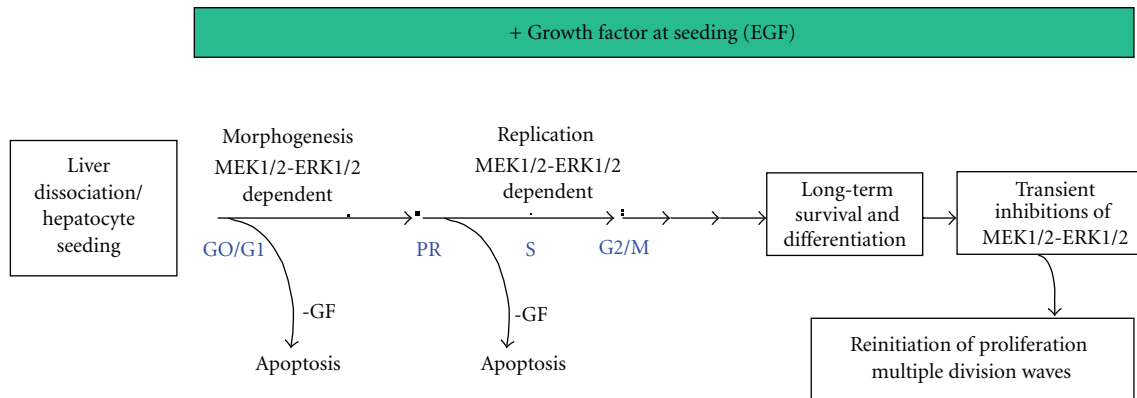 + Growth factor at seeding (EGF)
Liver
dissociation/
hepatocyte
seeding
Morphogenesis
MEK1/2-ERK1/2
dependent
Replication
MEK1/2-ERK1/2
dependent
GO/G1
PR
S
G2/M
-GF
Apoptosis
-GF
Apoptosis
Long-term
survival and
differentiation
Transient
inhibitions of
MEK1/2-ERK1/2
Reinitiation of proliferation
multiple division waves